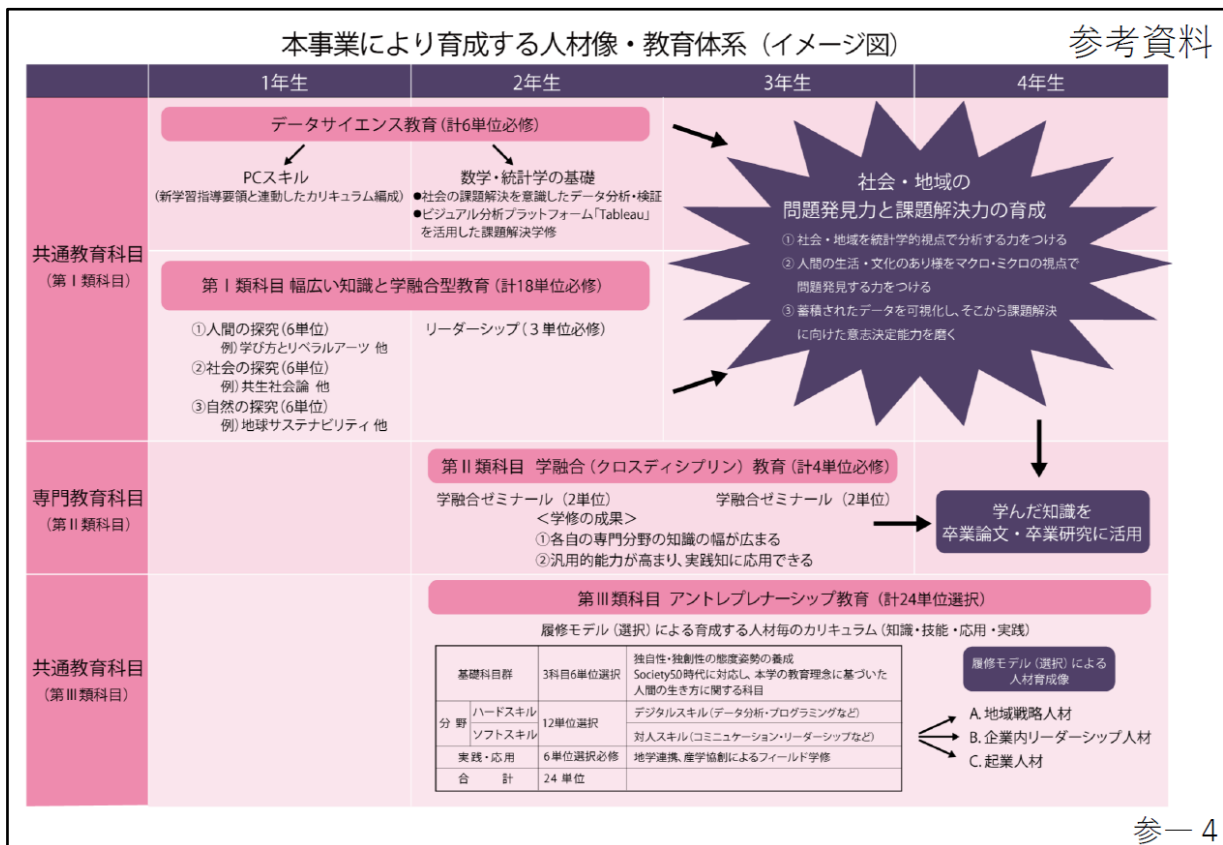 本事業により育成する人材像・教育体系（イメージ図）
参考資料
1年生
2年生
3年生
4年生
共通教育科目
(第Ⅰ類科目)
データサイエンス教育(計6単位必修)
PCスキル
(新学習指導要領と連動したカリキュラム編成)
数学・統計学の基礎
●社会の課題解決を意識したデータ分析・検証
●ビジュアル分析プラットフォーム「Tableau」
を活用した課題解決学修
第Ⅰ類科目 幅広い知識と学融合型教育(計18単位必修)
①人間の探究(6単位)
例)学び方とリベラルアーツ 他
②社会の探究(6単位)
例)共生社会論 他
③自然の探究(6単位)
例)地球サステナビリティ 他
リーダーシップ(３単位必修)
社会・地域の
問題発見力と課題解決力の育成
①社会・地域を統計学的視点で分析する力をつける
②人間の生活・文化のあり様をマクロ・ミクロの視点で
問題発見する力をつける
③蓄積されたデータを可視化し、そこから課題解決
に向けた意志決定能力を磨く
専門教育科目
(第Ⅱ類科目)
第Ⅱ類科目 学融合(クロスディシプリン)教育(計4単位必修)
学融合ゼミナール(2単位)
学融合ゼミナール(2単位)
<学修の成果>
①各自の専門分野の知識の幅が広まる
②汎用的能力が高まり、実践知に応用できる
学んだ知識を
卒業論文・卒業研究に活用
共通教育科目
(第Ⅲ類科目)
第Ⅲ類科目 アントレプレナーシップ教育(計24単位選択)
履修モデル(選択)による育成する人材毎のカリキュラム(知識・技能・応用・実践)
基礎科目群
3科目6単位選択
独自性・独創性の態度姿勢の養成
Society5.0時代に対応し、本学の教育理念に基づいた
人間の生き方に関する科目
分野
ハードスキル
ソフトスキル
12単位選択
デジタルスキル(データ分析・プログラミングなど)
対人スキル(コミニュケーション・リーダーシップなど)
実践・応用
6単位選択必修
地学連携、産学協創によるフィールド学修
合 計
24 単位
履修モデル(選択)による
人材育成像
A.地域戦略人材
B.企業内リーダーシップ人材
C.起業人材
参—4